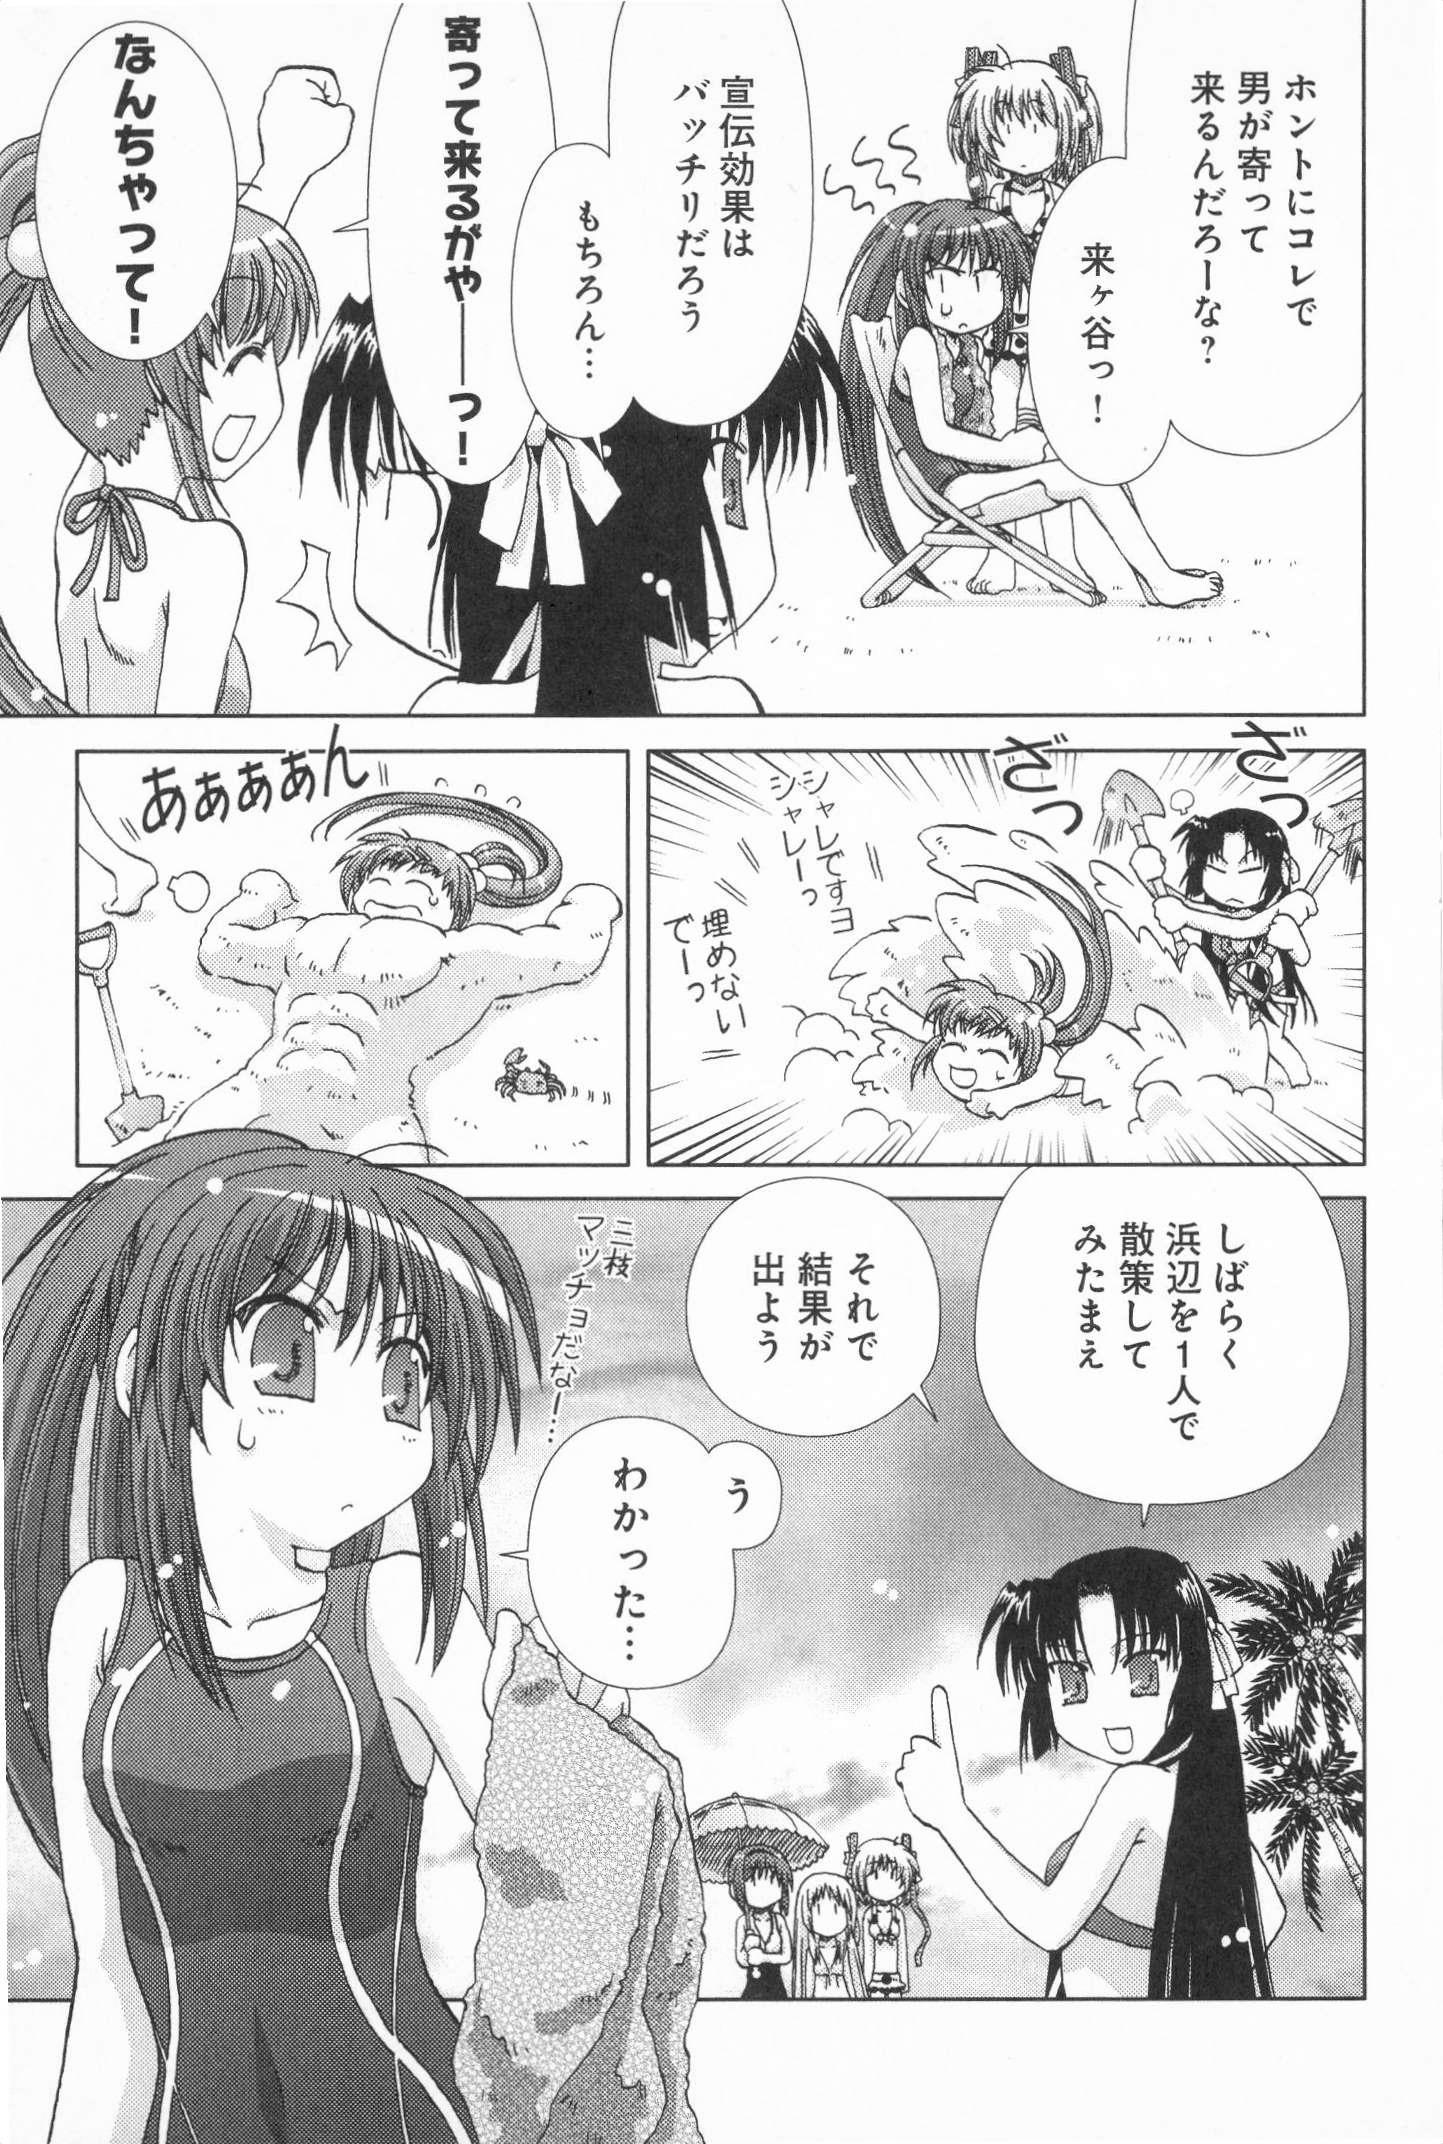 ホントにコレで
男が寄って
来るんだろーな?
来ヶ谷っ!
宣伝効果は
バッチリだろう
もちろん…
寄って来るがや――っ!
なんちゃって!
ざっ
ざっ
シャレですヨ
シャレーっ
埋めない
でーっ
あぁぁぁん
しばらく
浜辺を1人で
散策して
みたまえ
それで
結果が
出よう
う
わかった…
三枝
マッチョだな…